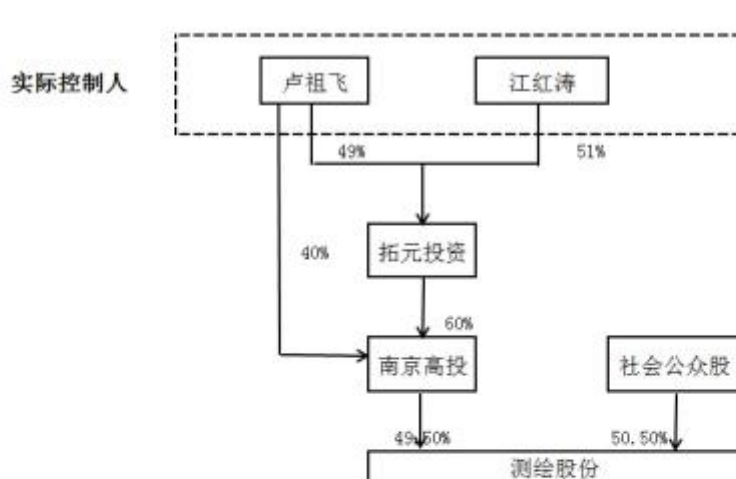 实际控制人
卢祖飞
江红涛
49%
51%
40%
拓元投资
60%
南京高投
社会公众股
49.50%
50.50%
测绘股份